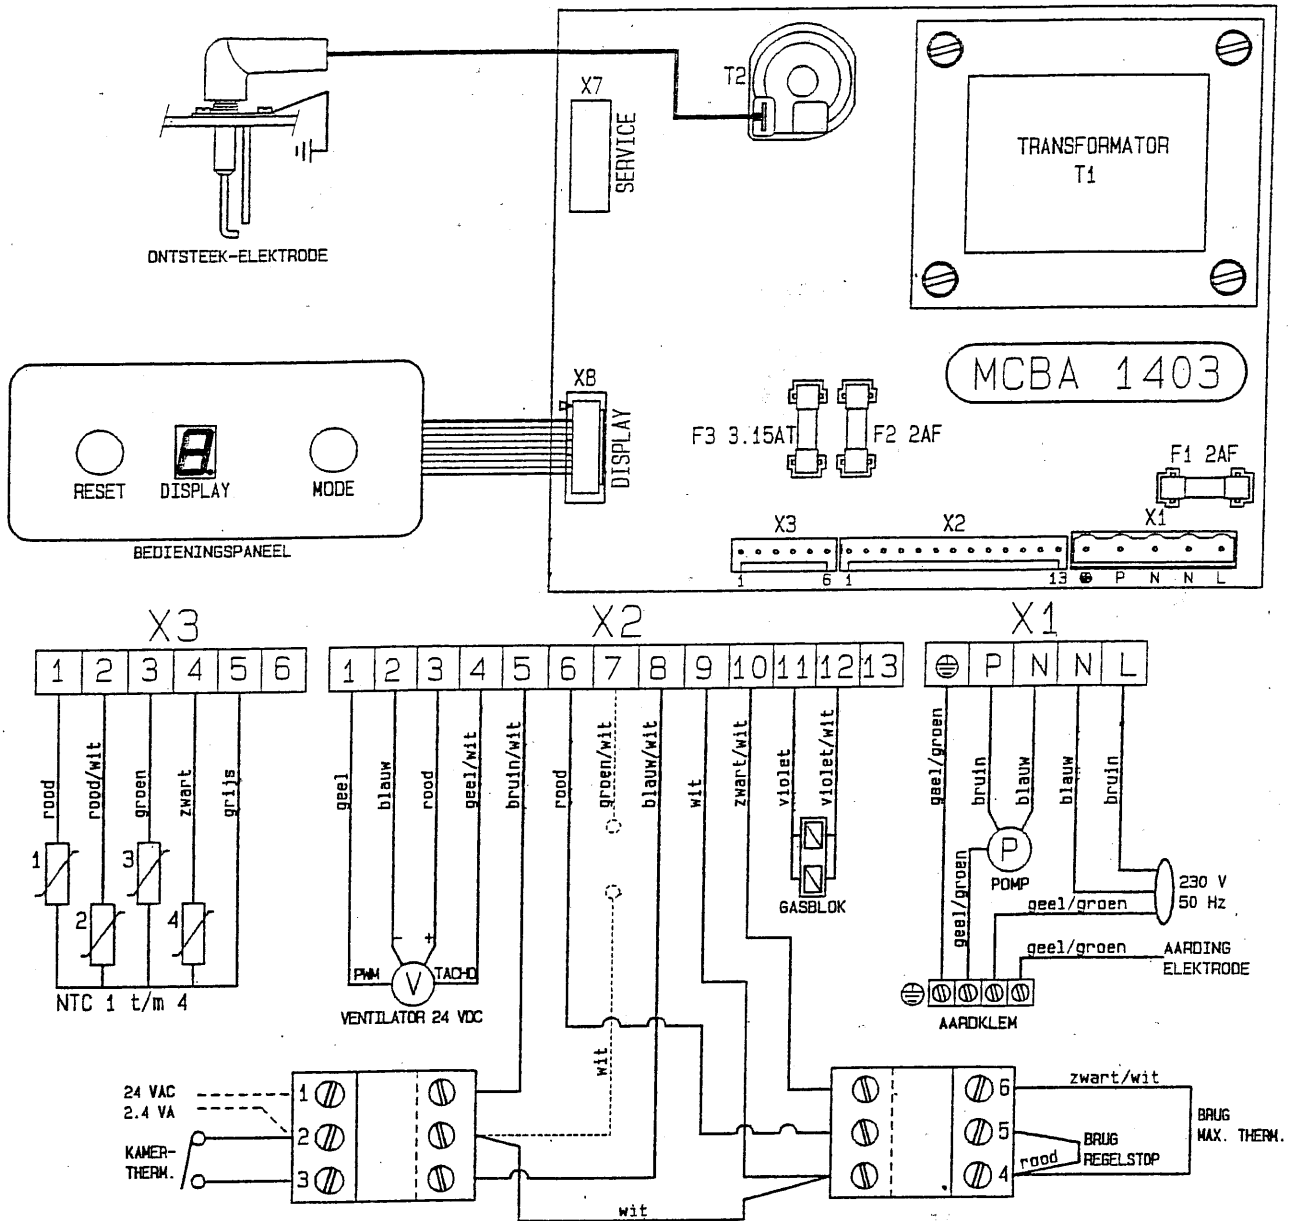 X7
SERVICE
T2
TRANSFORMATOR
T1
ONTSTEEK-ELEKTRODE
MCBA 1403
X8
DISPLAY
F3 3.15AT
F2 2AF
F1 2AF
RESET
DISPLAY
MODE
BEDIENINGSPANEEL
X3
X2
X1
1 6
1 13
P N N L
X3
X2
X1
1 2 3 4 5 6
1 2 3 4 5 6 7 8 9 10 11 12 13
P N N L
rood
rood/wit
groen
zwart
grijs
geel
blauw
rood
geel/wit
bruin/wit
rood
groen/wit
blauw/wit
wit
zwart/wit
violet
violet/wit
geel/groen
bruin
blauw
blauw
bruin
1
2
3
4
NTC 1 t/m 4
- +
PWM
V
TACHO
VENTILATOR 24 VDC
GASBLOK
P
POMP
geel/groen
230 V
50 Hz
geel/groen
geel/groen
AARDING
ELEKTRODE
AARDKLEM
wit
24 VAC
2.4 VA
KAMER-
THERM.
1
2
3
wit
6
5
4
zwart/wit
rood
BRUG
REGELSTOP
BRUG
MAX. THERM.